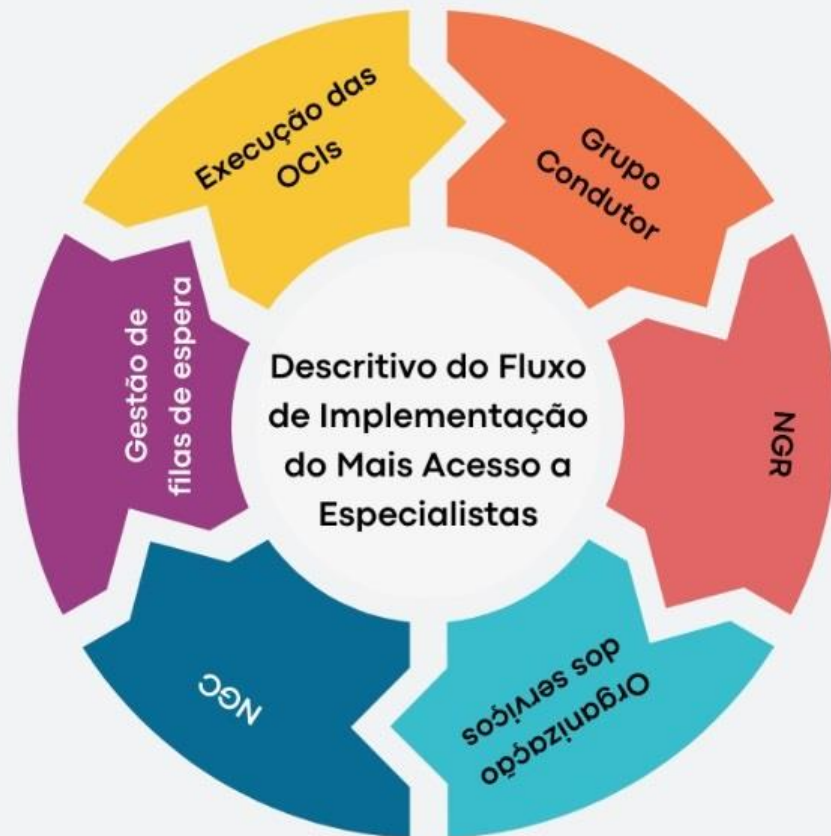 Descritivo do Fluxo
de Implementação
do Mais Acesso a
Especialistas
Grupo
Condutor
NGR
Organização
dos serviços
NGC
Gestão de
filas de espera
Execução das
OCIs